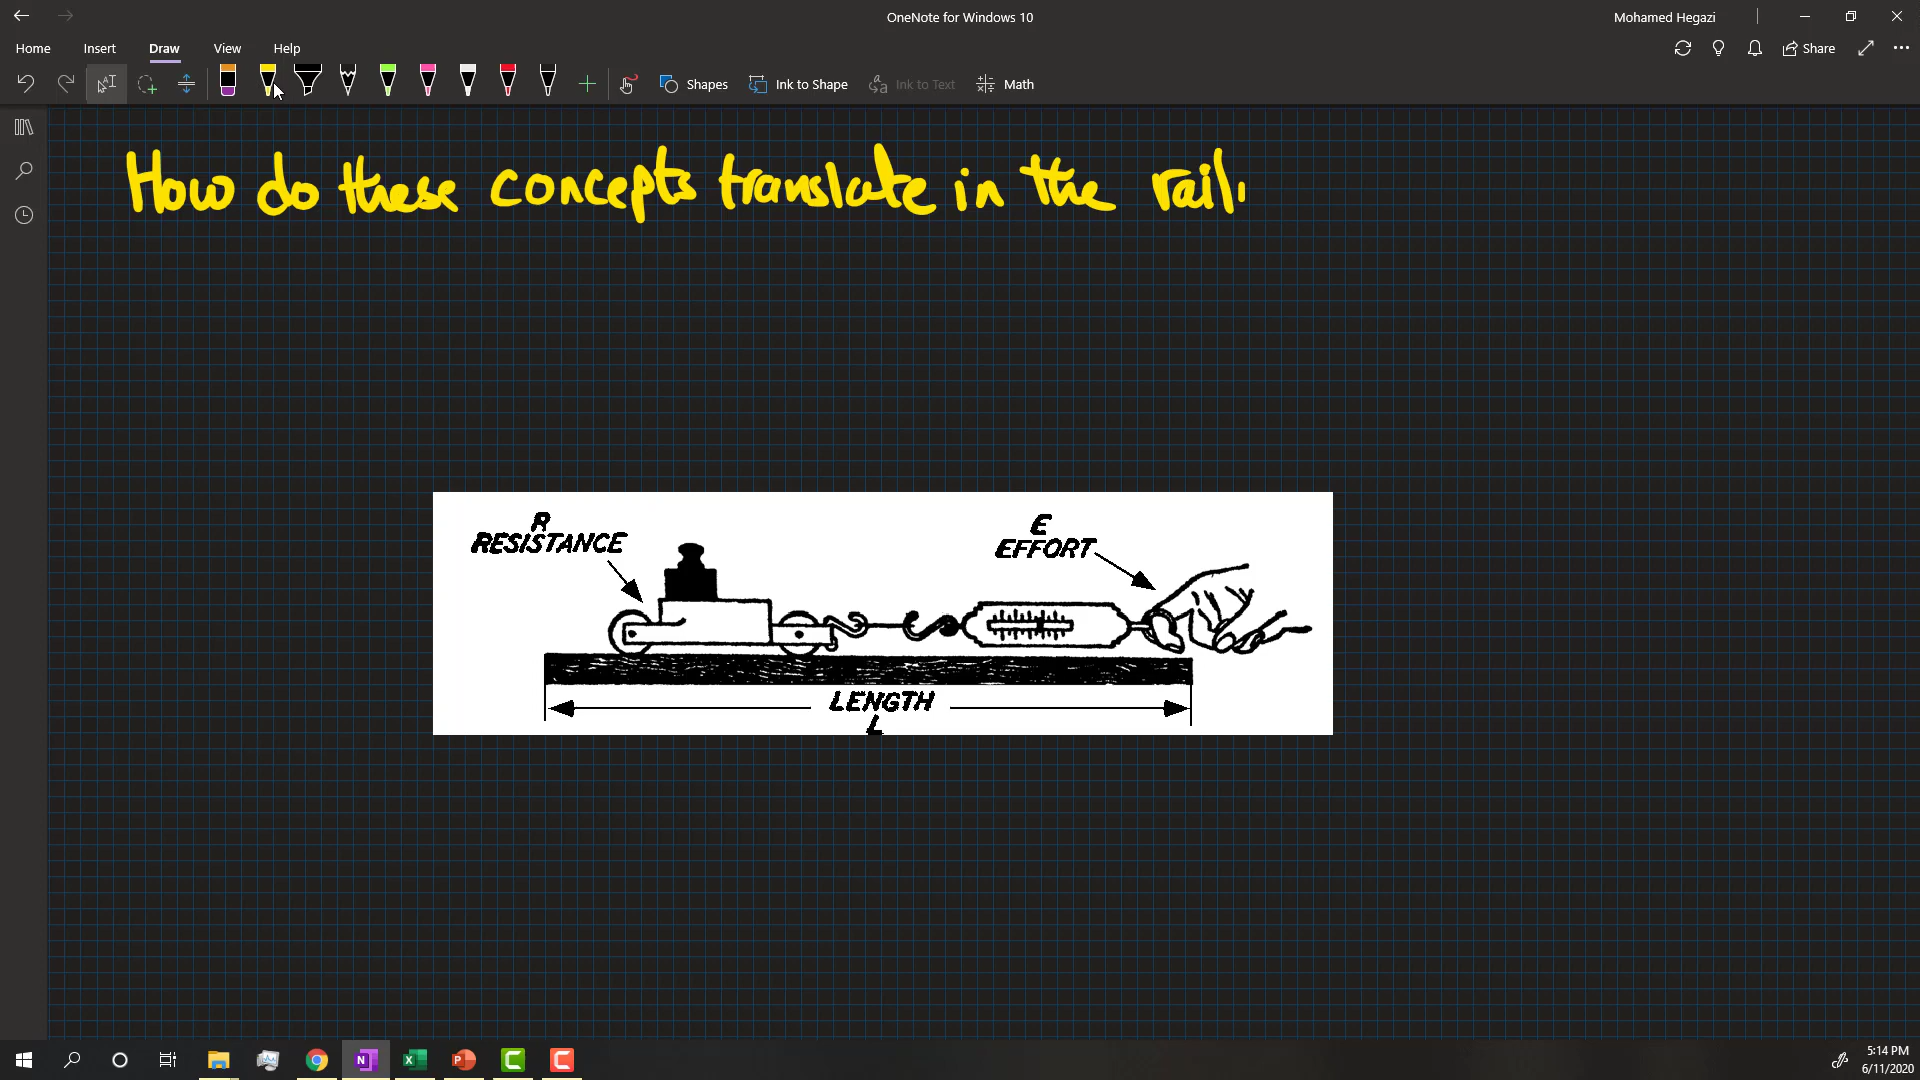 OneNote for Windows 10
Mohamed Hegazi
Home Insert Draw View Help
Share
Shapes Ink to Shape Ink to Text Math
How do these concepts translate in the rail
R
RESISTANCE
E
EFFORT
LENGTH
L
5:14 PM
6/11/2020